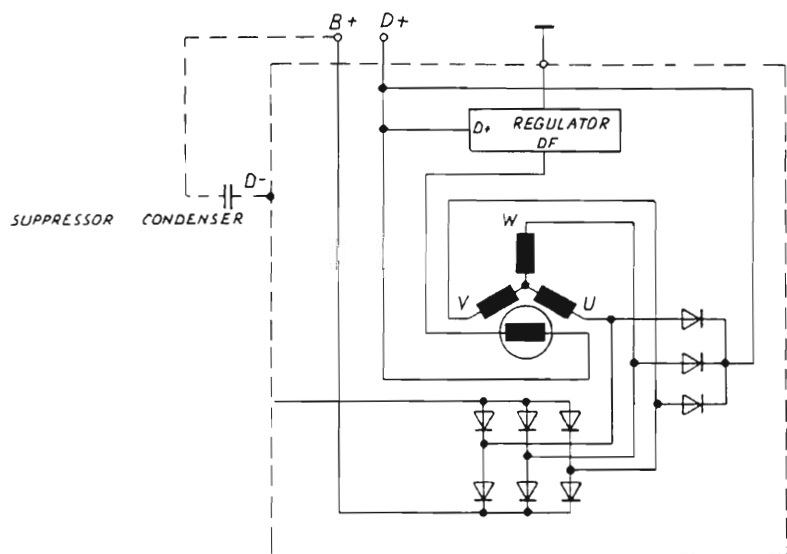 B+ D+
D+ REGULATOR
DF
D-
SUPPRESSOR CONDENSER
W
V U